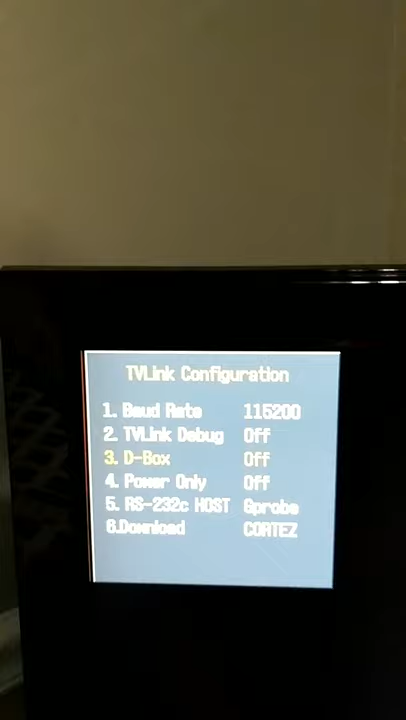 TVLink Configuration
1. Baud Rate 115200
2. TVLink Debug Off
3. D-Box Off
4. Power Only Off
5. RS-232c HOST Gprobe
6.Download CORTEZ